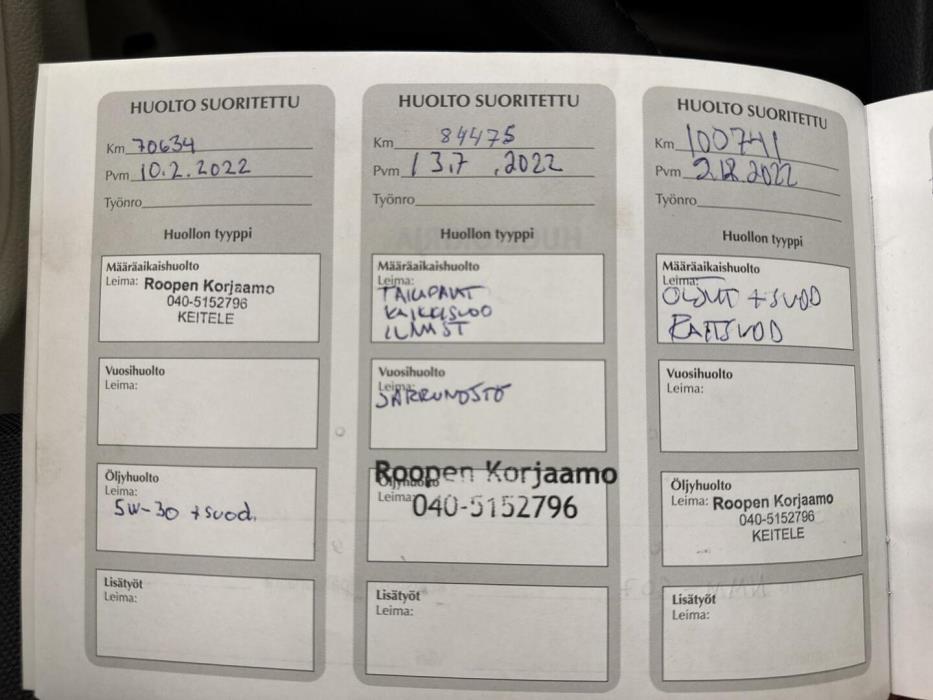 HUOLTO SUORITETTU
Km 70634
Pvm 10.2.2022
Työnro
Huollon tyyppi
Määräaikaishuolto
Leima: Roopen Korjaamo
040-5152796
KEITELE
Vuosihuolto
Leima:
Öljyhuolto
Leima:
5W-30 + suod.
Lisätyöt
Leima:
HUOLTO SUORITETTU
Km 84475
Pvm 13.7.2022
Työnro
Huollon tyyppi
Määräaikaishuolto
Leima:
Vuosihuolto
Leima:
Roopen Korjaamo
Öljyhuolto
Leima: 040-5152796
Lisätyöt
Leima:
HUOLTO SUORITETTU
Km 100741
Pvm 2.12.2022
Työnro
Huollon tyyppi
Määräaikaishuolto
Leima:
ÖLJYT + SUOD
RAITSUOD
Vuosihuolto
Leima:
Öljyhuolto
Leima: Roopen Korjaamo
040-5152796
KEITELE
Lisätyöt
Leima: